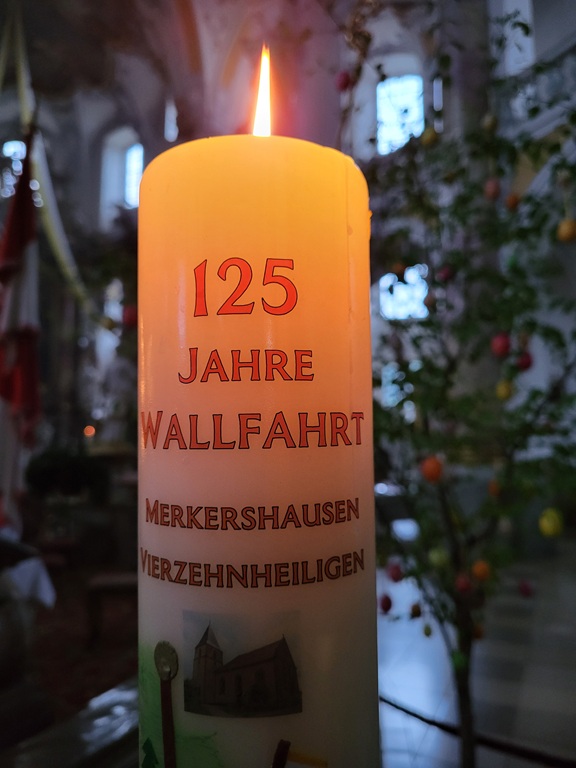 125
JAHRE
WALLFAHRT
MERKERSHAUSEN
VIERZEHNHEILIGEN